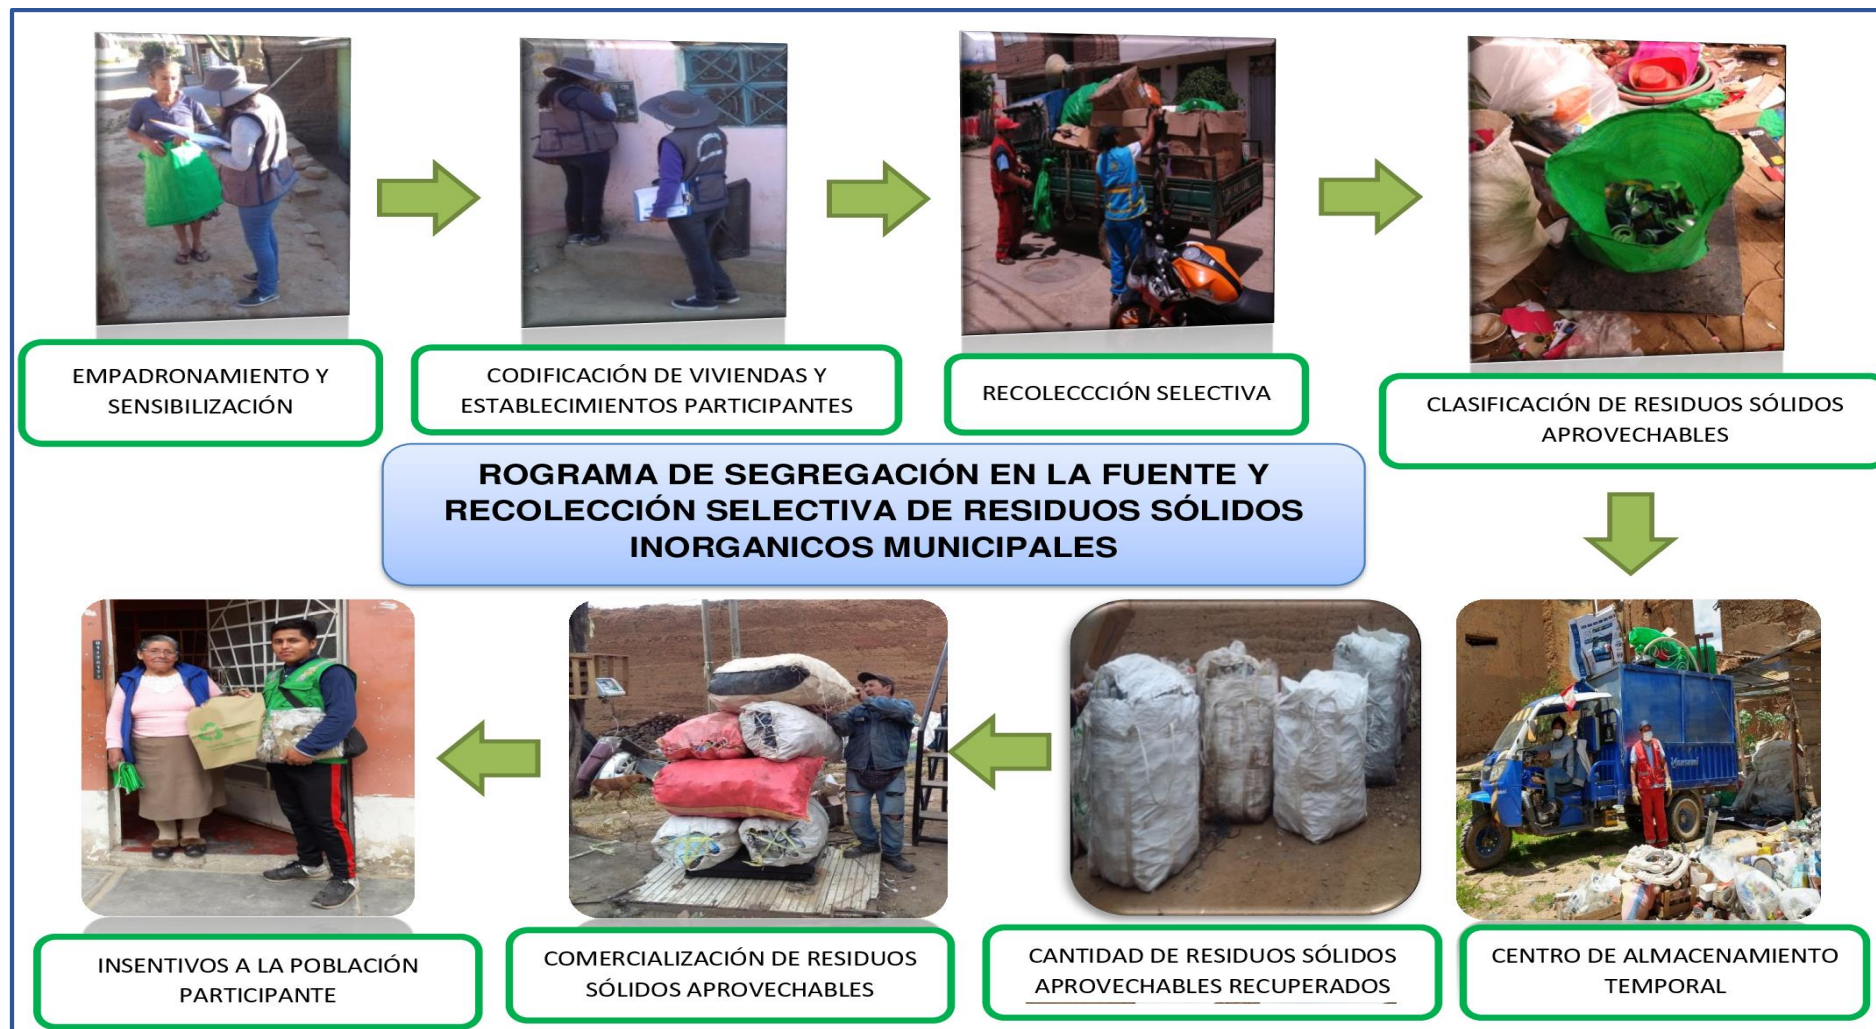 EMPADRONAMIENTO Y
SENSIBILIZACIÓN
CODIFICACIÓN DE VIVIENDAS Y
ESTABLECIMIENTOS PARTICIPANTES
RECOLECCCIÓN SELECTIVA
CLASIFICACIÓN DE RESIDUOS SÓLIDOS
APROVECHABLES
ROGRAMA DE SEGREGACIÓN EN LA FUENTE Y
RECOLECCIÓN SELECTIVA DE RESIDUOS SÓLIDOS
INORGANICOS MUNICIPALES
INSENTIVOS A LA POBLACIÓN
PARTICIPANTE
COMERCIALIZACIÓN DE RESIDUOS
SÓLIDOS APROVECHABLES
CANTIDAD DE RESIDUOS SÓLIDOS
APROVECHABLES RECUPERADOS
CENTRO DE ALMACENAMIENTO
TEMPORAL